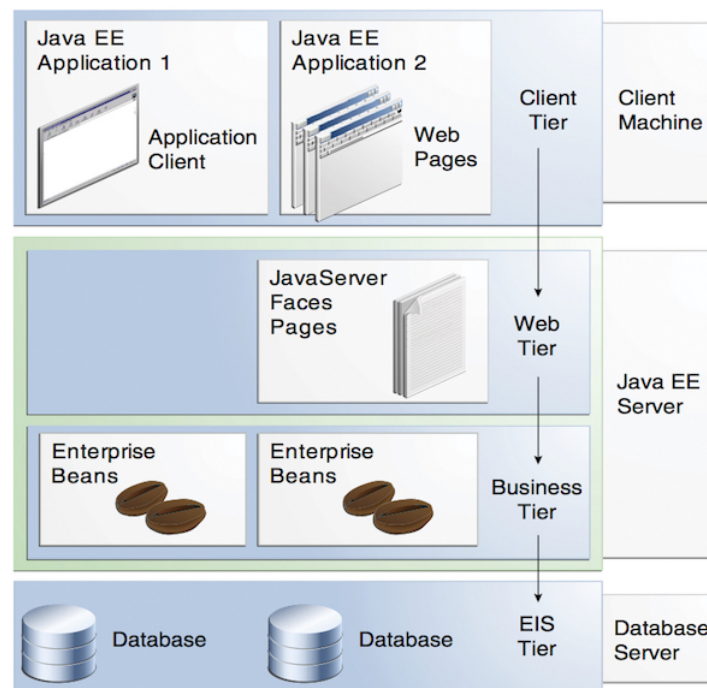 Java EE
Application 1
Application
Client
Java EE
Application 2
Web
Pages
Client
Tier
Client
Machine
JavaServer
Faces
Pages
Web
Tier
Java EE
Server
Enterprise
Beans
Enterprise
Beans
Business
Tier
Database
Database
EIS
Tier
Database
Server